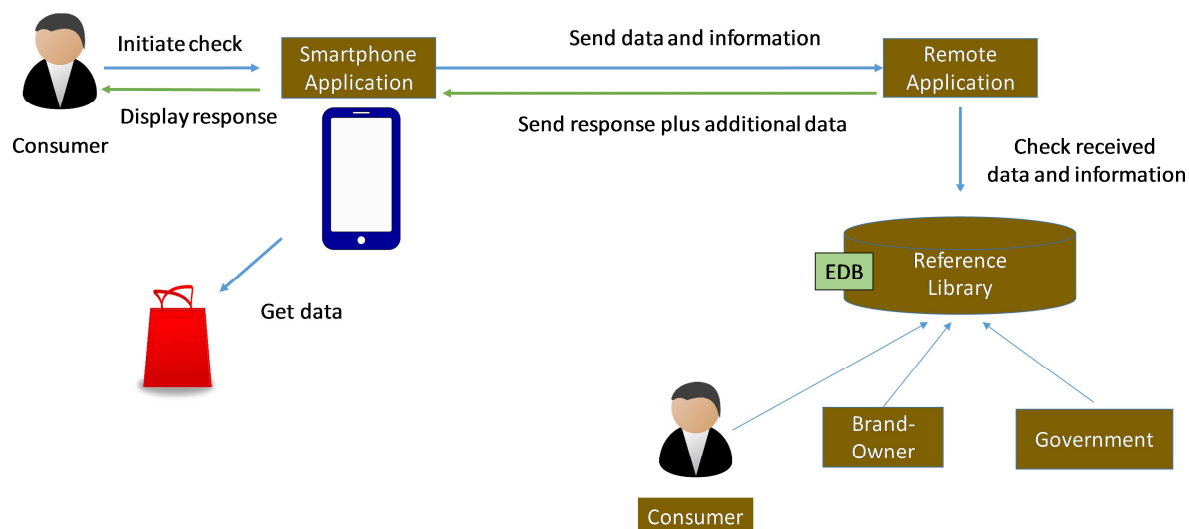 Initiate check
Smartphone
Application
Send data and information
Remote
Application
Display response
Send response plus additional data
Consumer
Check received
data and information
EDB
Reference
Library
Get data
Brand-
Owner
Government
Consumer